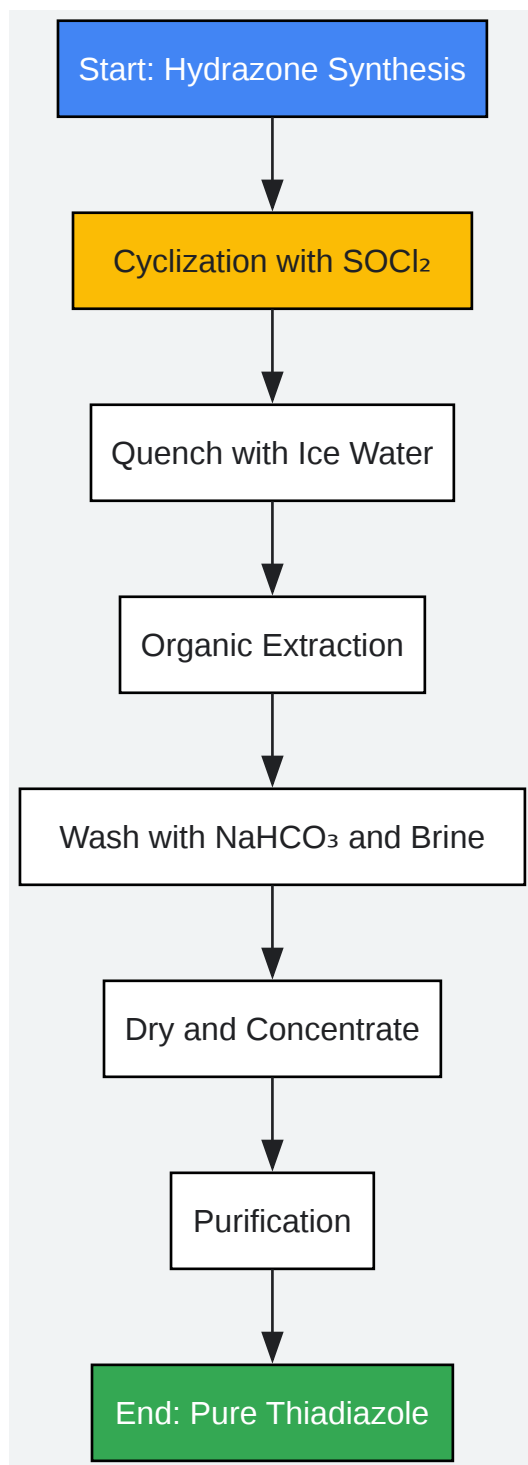 Start: Hydrazone Synthesis
Cyclization with SOCl₂
Quench with Ice Water
Organic Extraction
Wash with NaHCO₃ and Brine
Dry and Concentrate
Purification
End: Pure Thiadiazole